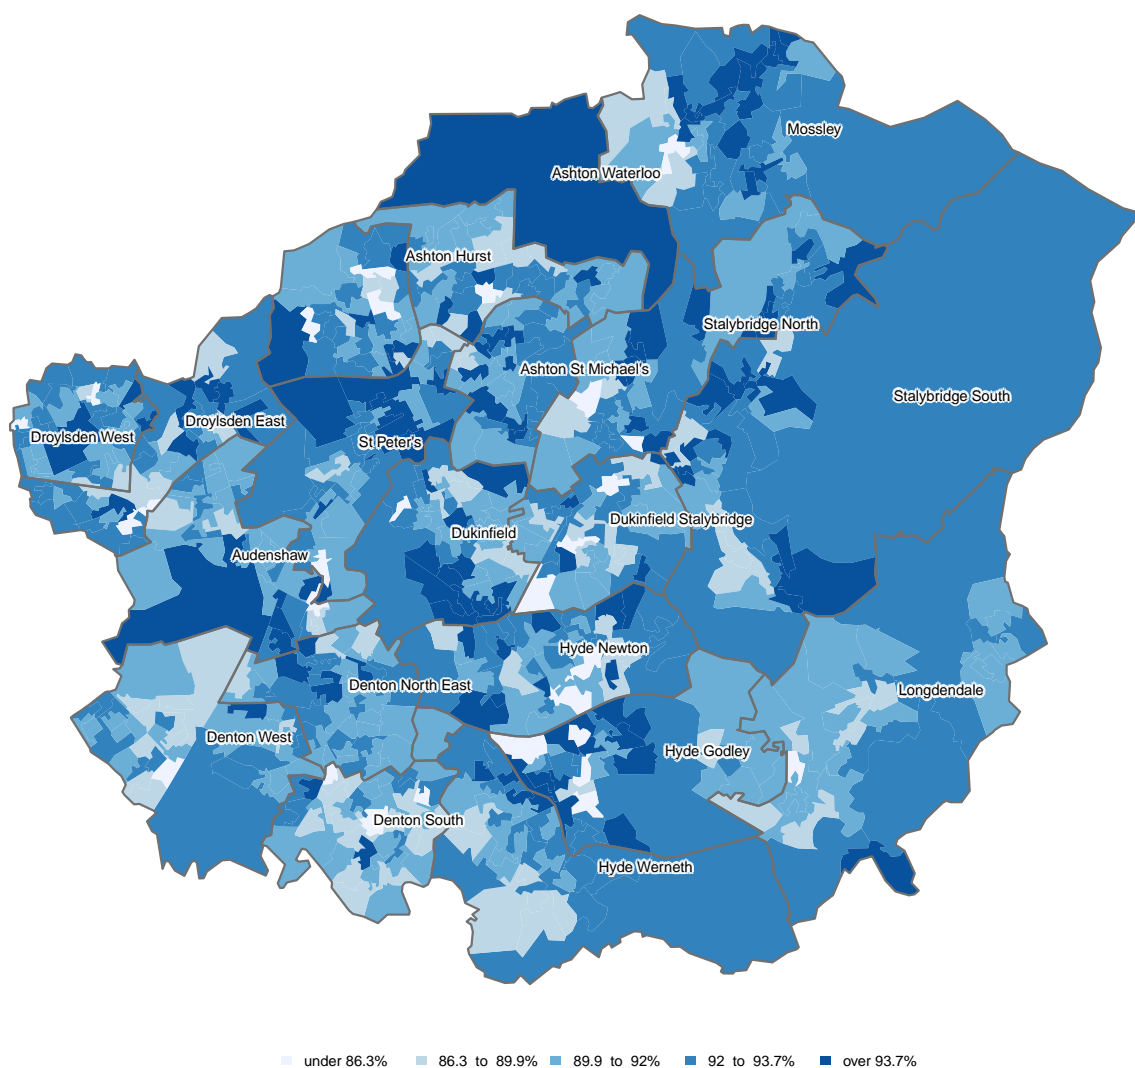 Mossley
Ashton Waterloo
Ashton Hurst
Stalybridge North
Ashton St Michael's
Stalybridge South
Droylsden East
Droylsden West
St Peter's
Dukinfield Stalybridge
Dukinfield
Audenshaw
Hyde Newton
Denton North East
Longdendale
Denton West
Hyde Godley
Denton South
Hyde Werneth
under 86.3% 86.3 to 89.9% 89.9 to 92% 92 to 93.7% over 93.7%